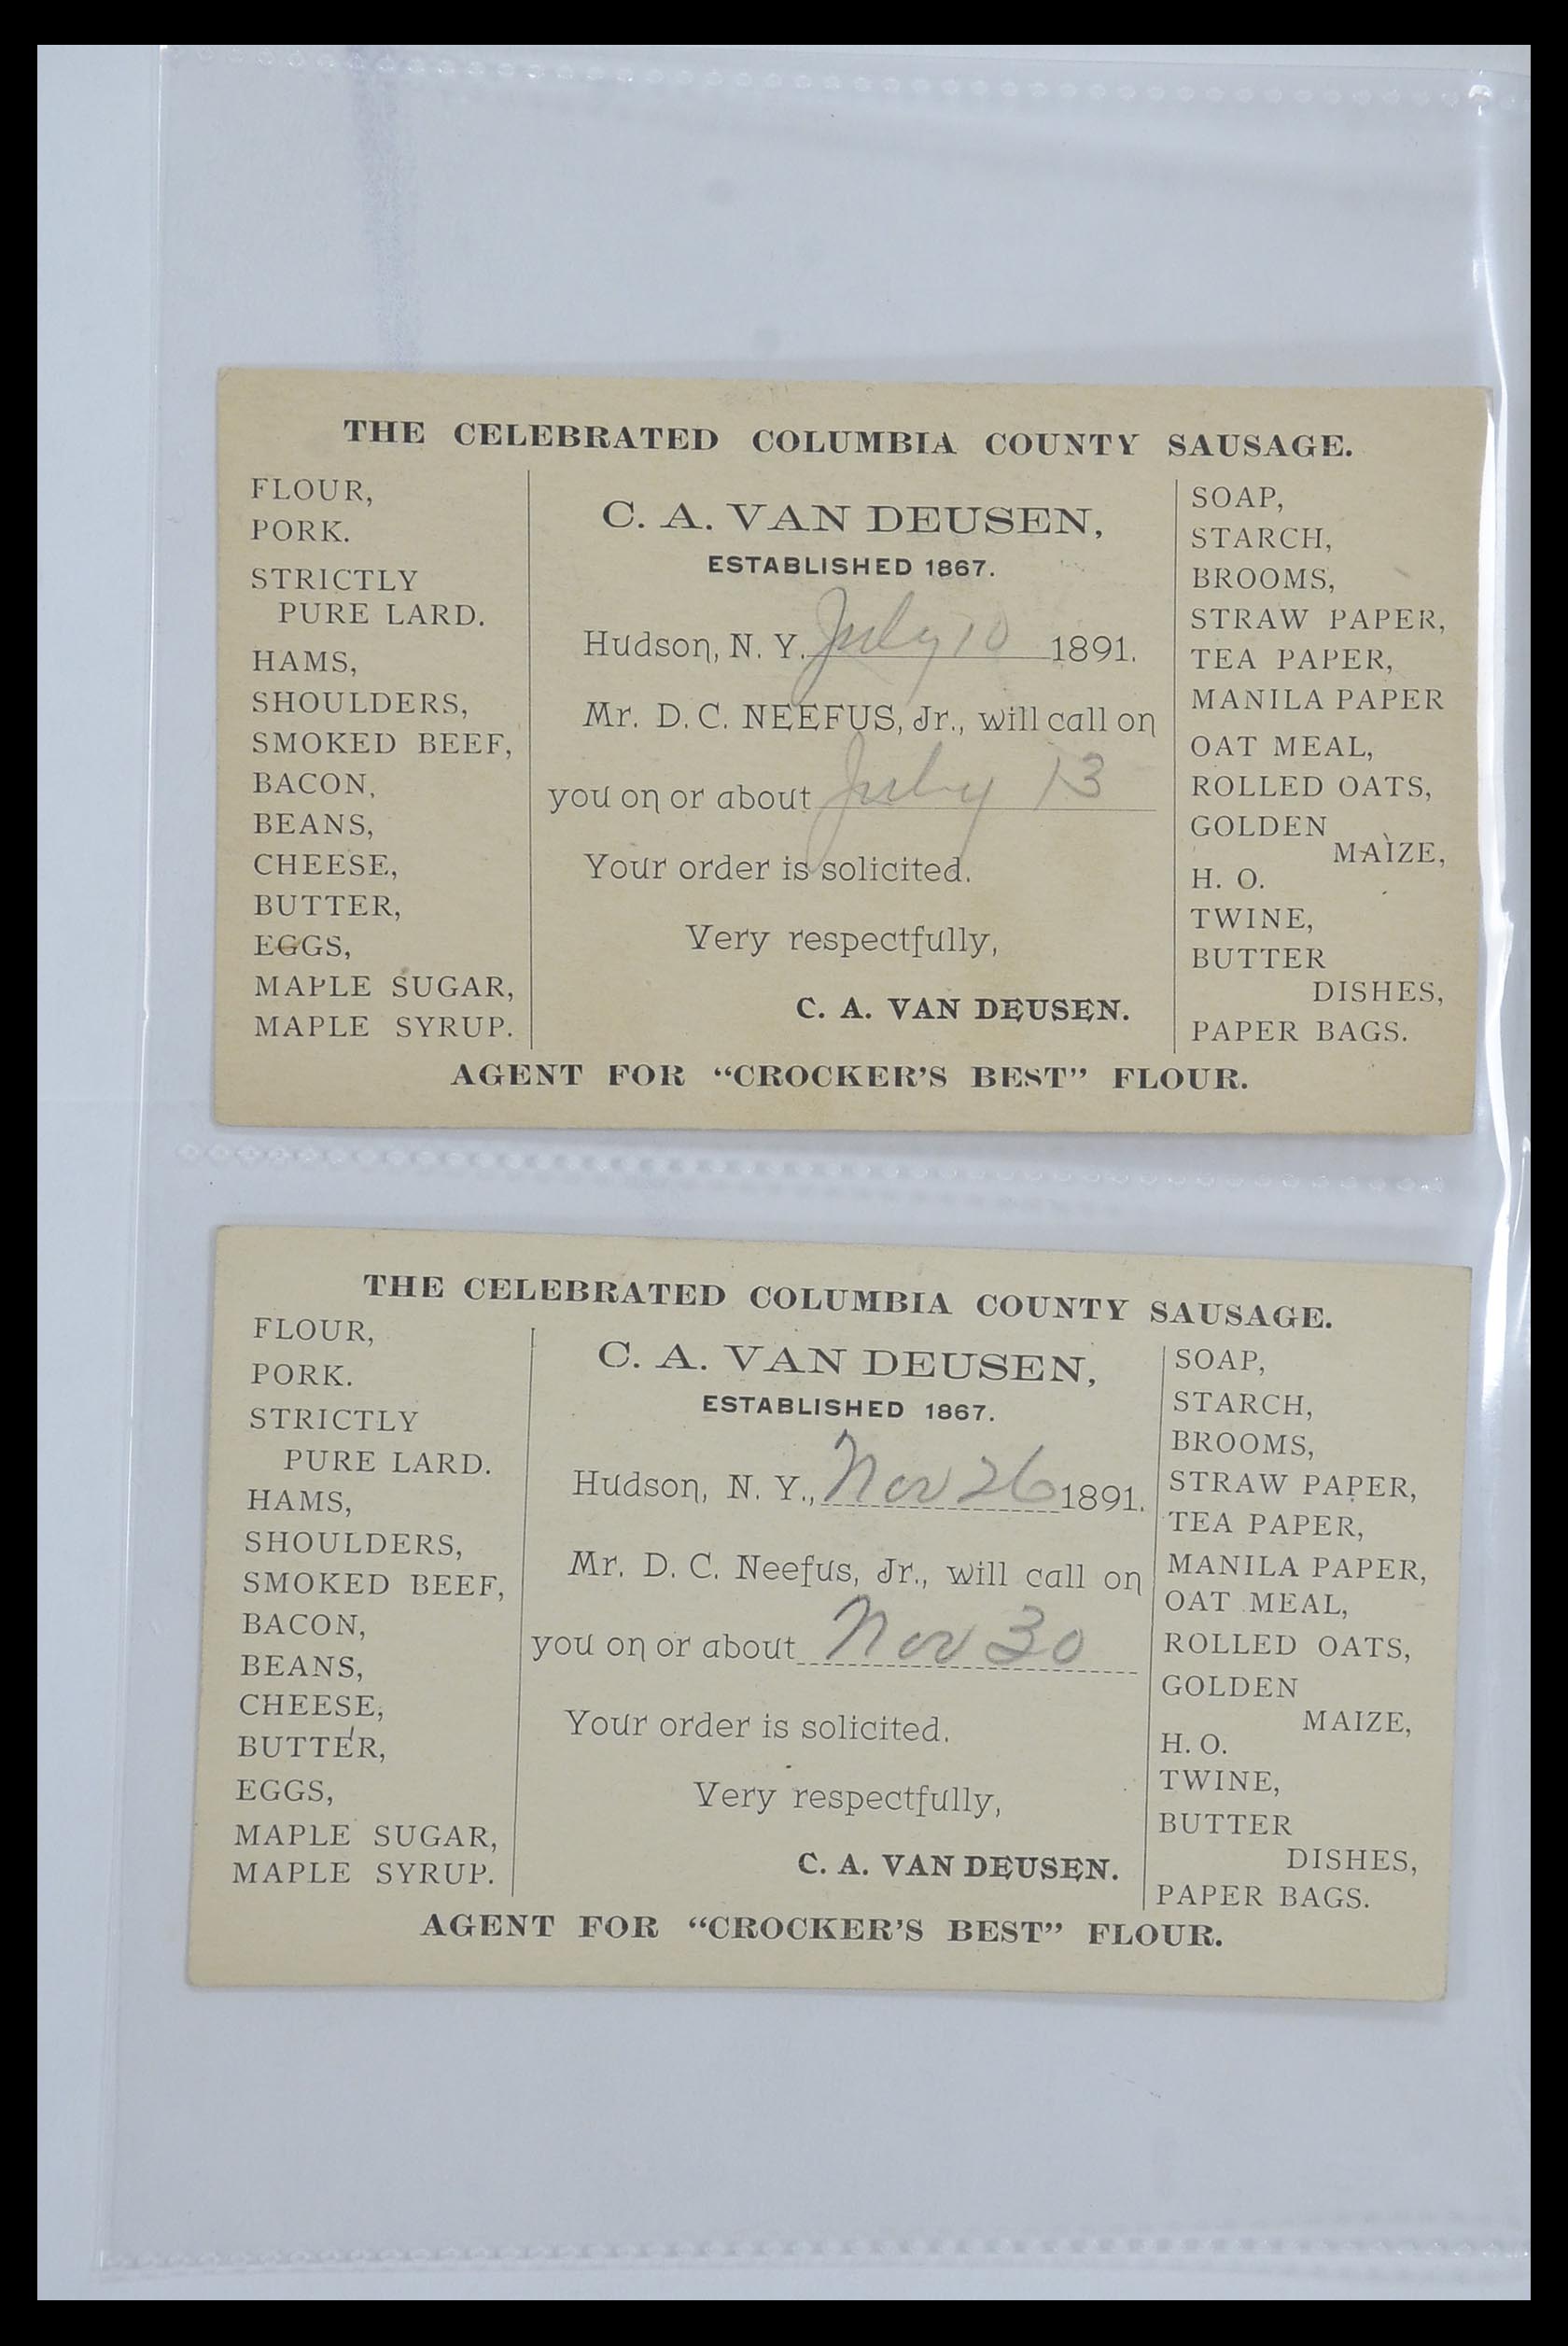 THE CELEBRATED COLUMBIA COUNTY SAUSAGE.
FLOUR,
PORK.
STRICTLY
PURE LARD.
HAMS,
SHOULDERS,
SMOKED BEEF,
BACON,
BEANS,
CHEESE,
BUTTER,
EGGS,
MAPLE SUGAR,
MAPLE SYRUP.
C. A. VAN DEUSEN,
ESTABLISHED 1867.
Hudson, N. Y. July 10 1891.
Mr. D. C. NEEFUS, Jr., will call on
you on or about July 13
Your order is solicited.
Very respectfully,
C. A. VAN DEUSEN.
SOAP,
STARCH,
BROOMS,
STRAW PAPER,
TEA PAPER,
MANILA PAPER
OAT MEAL,
ROLLED OATS,
GOLDEN
MAIZE,
H. O.
TWINE,
BUTTER
DISHES,
PAPER BAGS.
AGENT FOR “CROCKER’S BEST” FLOUR.
THE CELEBRATED COLUMBIA COUNTY SAUSAGE.
FLOUR,
PORK.
STRICTLY
PURE LARD.
HAMS,
SHOULDERS,
SMOKED BEEF,
BACON,
BEANS,
CHEESE,
BUTTER,
EGGS,
MAPLE SUGAR,
MAPLE SYRUP.
C. A. VAN DEUSEN,
ESTABLISHED 1867.
Hudson, N. Y., Nov 26 1891.
Mr. D. C. Neefus, Jr., will call on
you on or about Nov 30
Your order is solicited.
Very respectfully,
C. A. VAN DEUSEN.
SOAP,
STARCH,
BROOMS,
STRAW PAPER,
TEA PAPER,
MANILA PAPER,
OAT MEAL,
ROLLED OATS,
GOLDEN
MAIZE,
H. O.
TWINE,
BUTTER
DISHES,
PAPER BAGS.
AGENT FOR “CROCKER’S BEST” FLOUR.